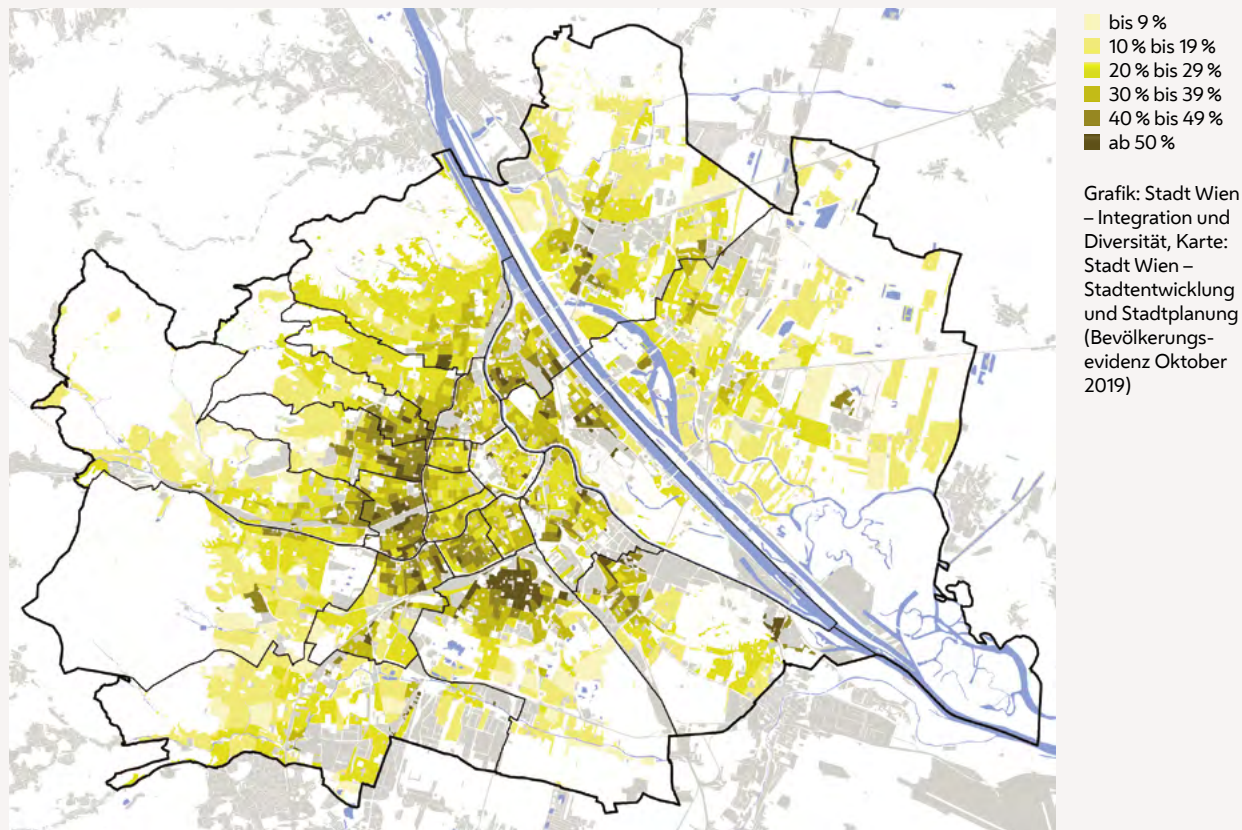 bis 9 %
10 % bis 19 %
20 % bis 29 %
30 % bis 39 %
40 % bis 49 %
ab 50 %
Grafik: Stadt Wien
– Integration und
Diversität, Karte:
Stadt Wien –
Stadtentwicklung
und Stadtplanung
(Bevölkerungs-
evidenz Oktober
2019)